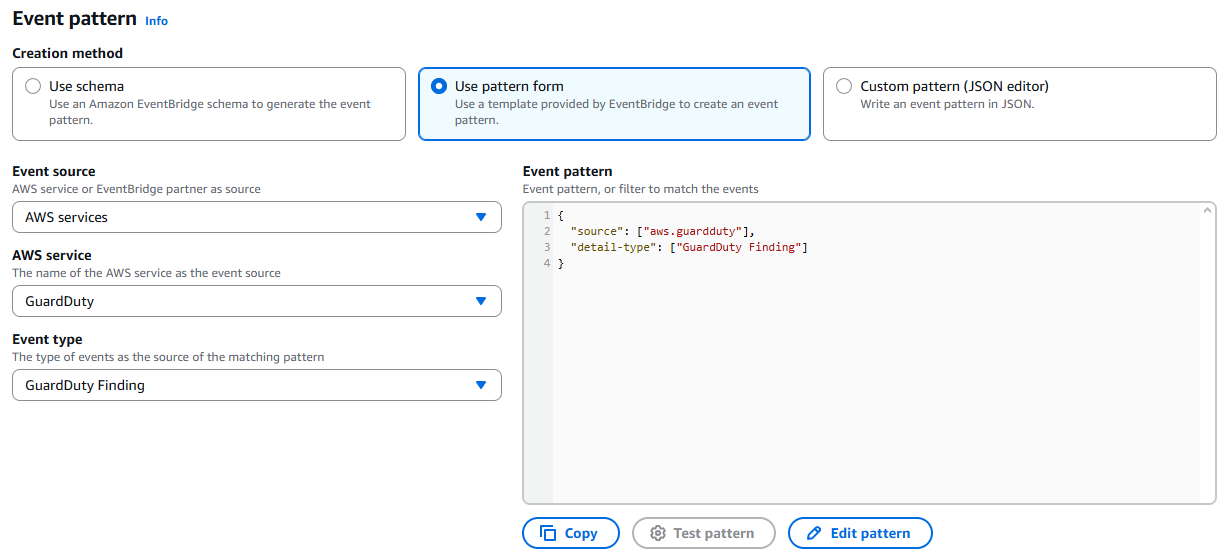 Event pattern Info
Creation method
Use schema
Use an Amazon EventBridge schema to generate the event
pattern.
Use pattern form
Use a template provided by EventBridge to create an event
pattern.
Custom pattern (JSON editor)
Write an event pattern in JSON.
Event source
AWS service or EventBridge partner as source
AWS services
AWS service
The name of the AWS service as the event source
GuardDuty
Event type
The type of events as the source of the matching pattern
GuardDuty Finding
Event pattern
Event pattern, or filter to match the events
1 {
2 "source": ["aws.guardduty"],
3 "detail-type": ["GuardDuty Finding"]
4 }
Copy
Test pattern
Edit pattern